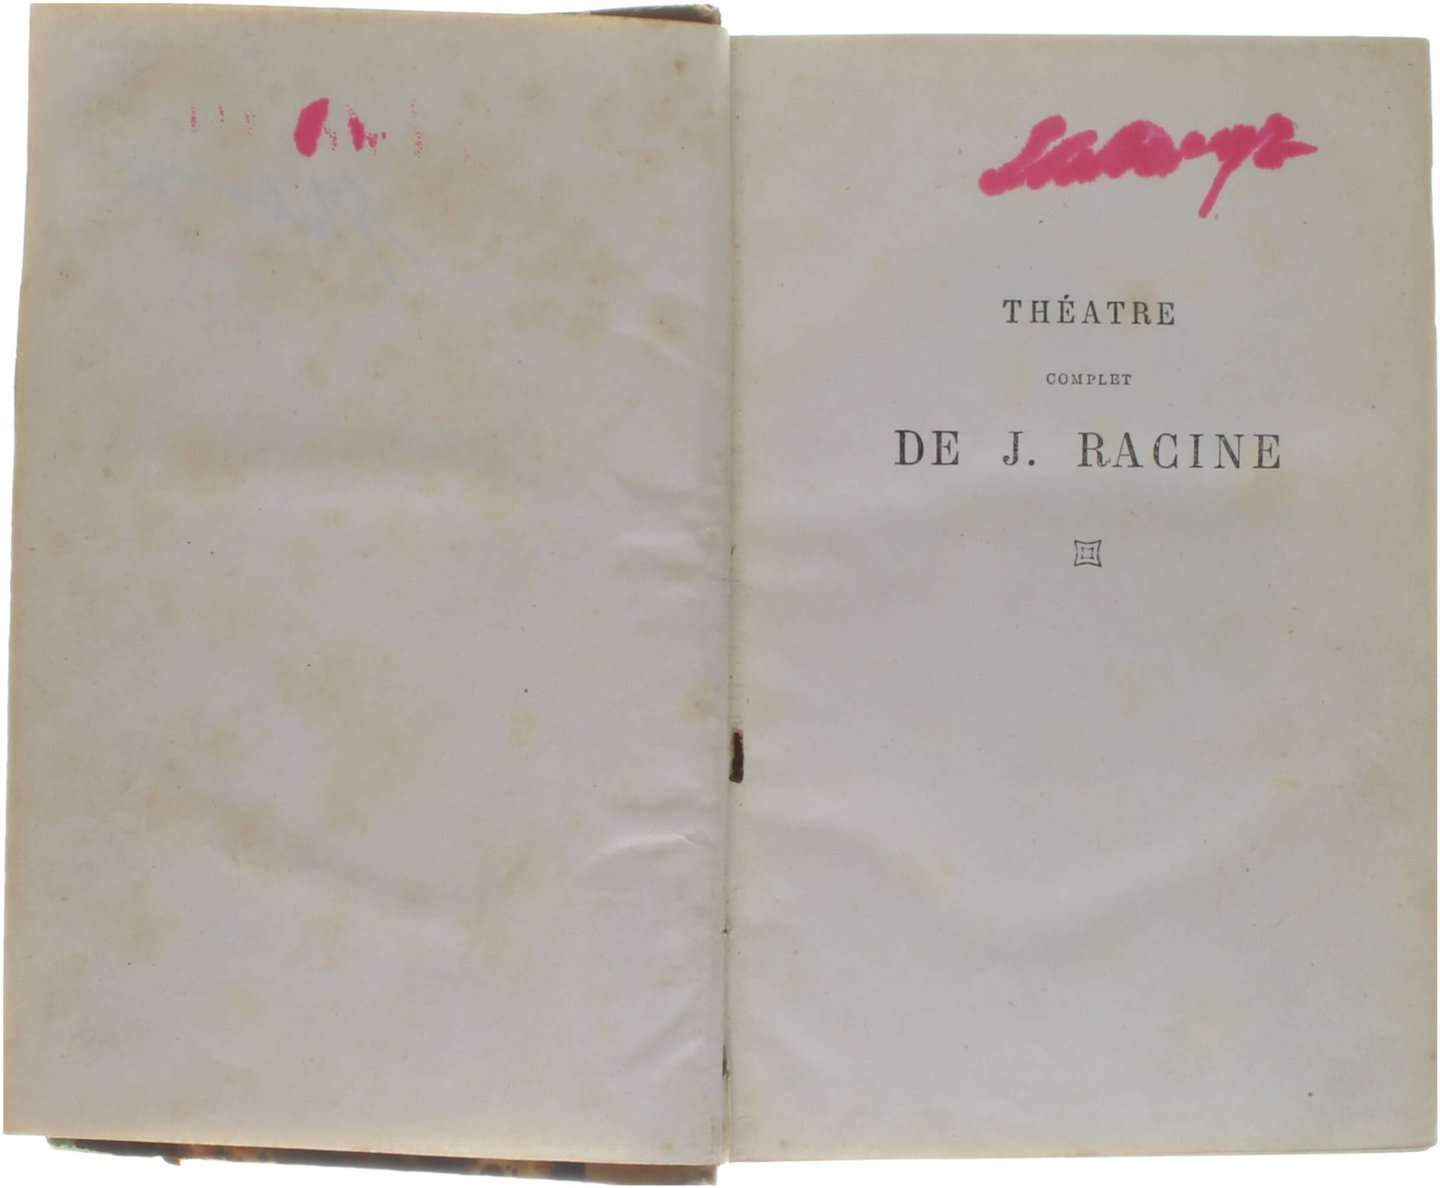 THÉATRE
COMPLET
DE J. RACINE